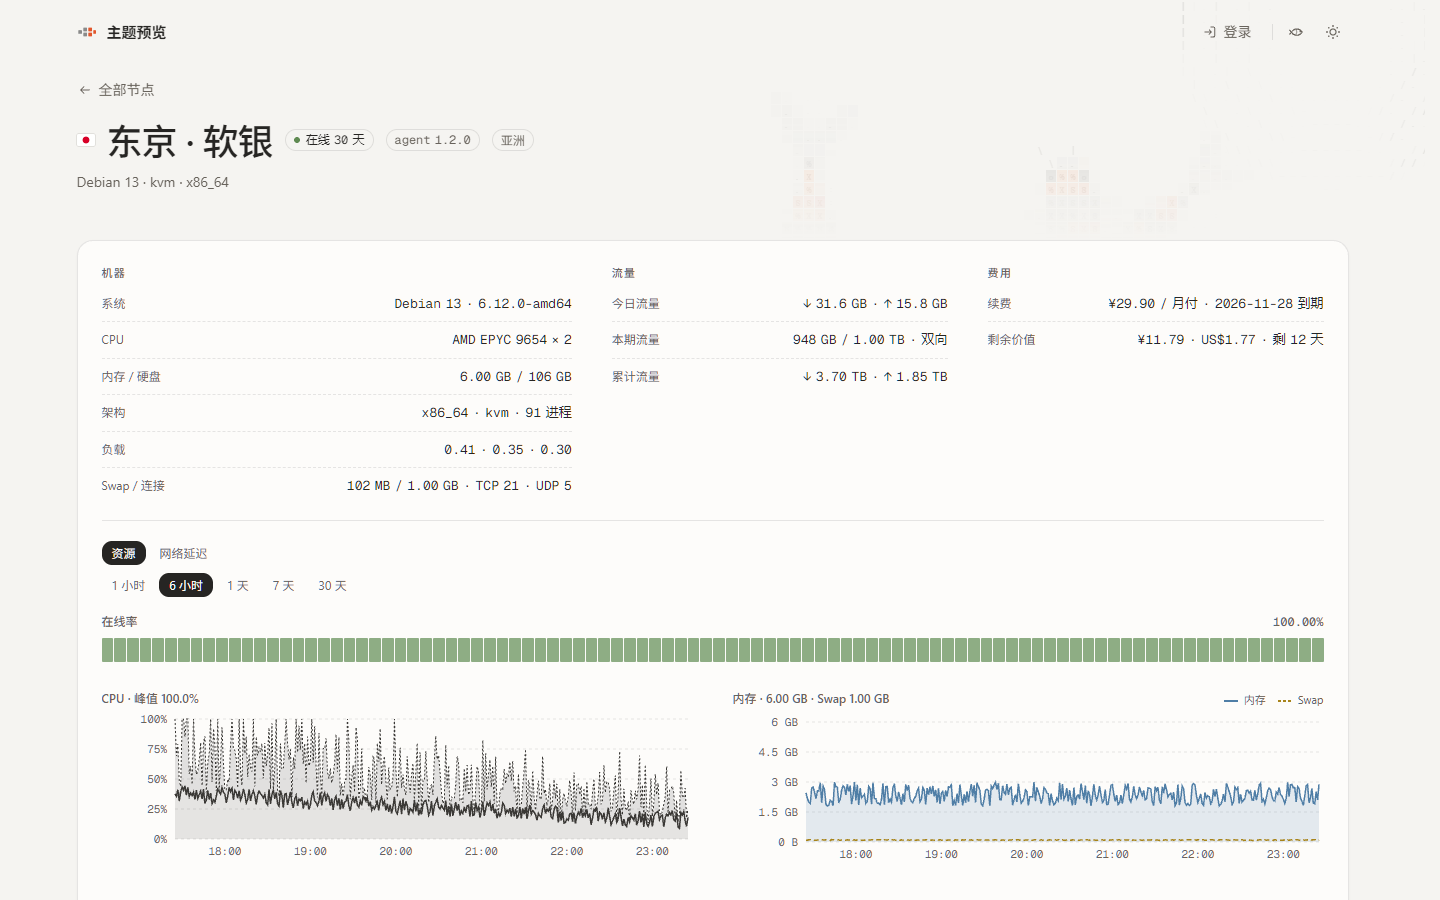 主题预览
登录
全部节点
东京 · 软银
在线 30 天
agent 1.2.0
亚洲
Debian 13 · kvm · x86_64
机器
系统 Debian 13 · 6.12.0-amd64
CPU AMD EPYC 9654 × 2
内存 / 硬盘 6.00 GB / 106 GB
架构 x86_64 · kvm · 91 进程
负载 0.41 · 0.35 · 0.30
Swap / 连接 102 MB / 1.00 GB · TCP 21 · UDP 5
流量
今日流量 ↓ 31.6 GB · ↑ 15.8 GB
本期流量 948 GB / 1.00 TB · 双向
累计流量 ↓ 3.70 TB · ↑ 1.85 TB
费用
续费 ¥29.90 / 月付 · 2026-11-28 到期
剩余价值 ¥11.79 · US$1.77 · 剩 12 天
资源 网络延迟
1 小时 6 小时 1 天 7 天 30 天
在线率 100.00%
CPU · 峰值 100.0%
100%
75%
50%
25%
0%
18:00 19:00 20:00 21:00 22:00 23:00
内存 · 6.00 GB · Swap 1.00 GB
内存 Swap
6 GB
4.5 GB
3 GB
1.5 GB
0 B
18:00 19:00 20:00 21:00 22:00 23:00